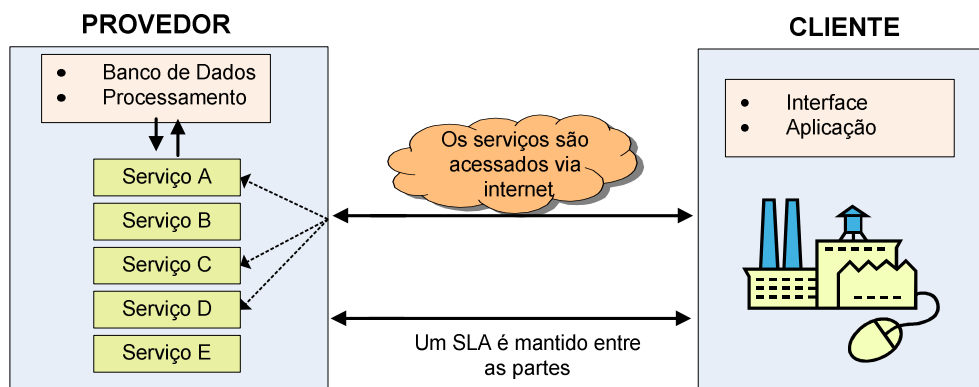 PROVEDOR
Banco de Dados
Processamento
Serviço A
Serviço B
Serviço C
Serviço D
Serviço E
Os serviços são
acessados via
internet
Um SLA é mantido entre
as partes
CLIENTE
Interface
Aplicação